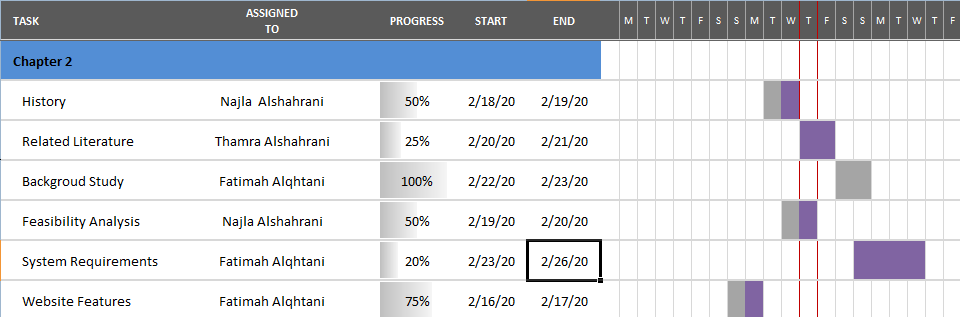 TASK ASSIGNED TO PROGRESS START END M T W T F S S M T W T F S S M T W T F
Chapter 2
History Najla Alshahrani 50% 2/18/20 2/19/20
Related Literature Thamra Alshahrani 25% 2/20/20 2/21/20
Backgroud Study Fatimah Alqhtani 100% 2/22/20 2/23/20
Feasibility Analysis Najla Alshahrani 50% 2/19/20 2/20/20
System Requirements Fatimah Alqhtani 20% 2/23/20 2/26/20
Website Features Fatimah Alqhtani 75% 2/16/20 2/17/20